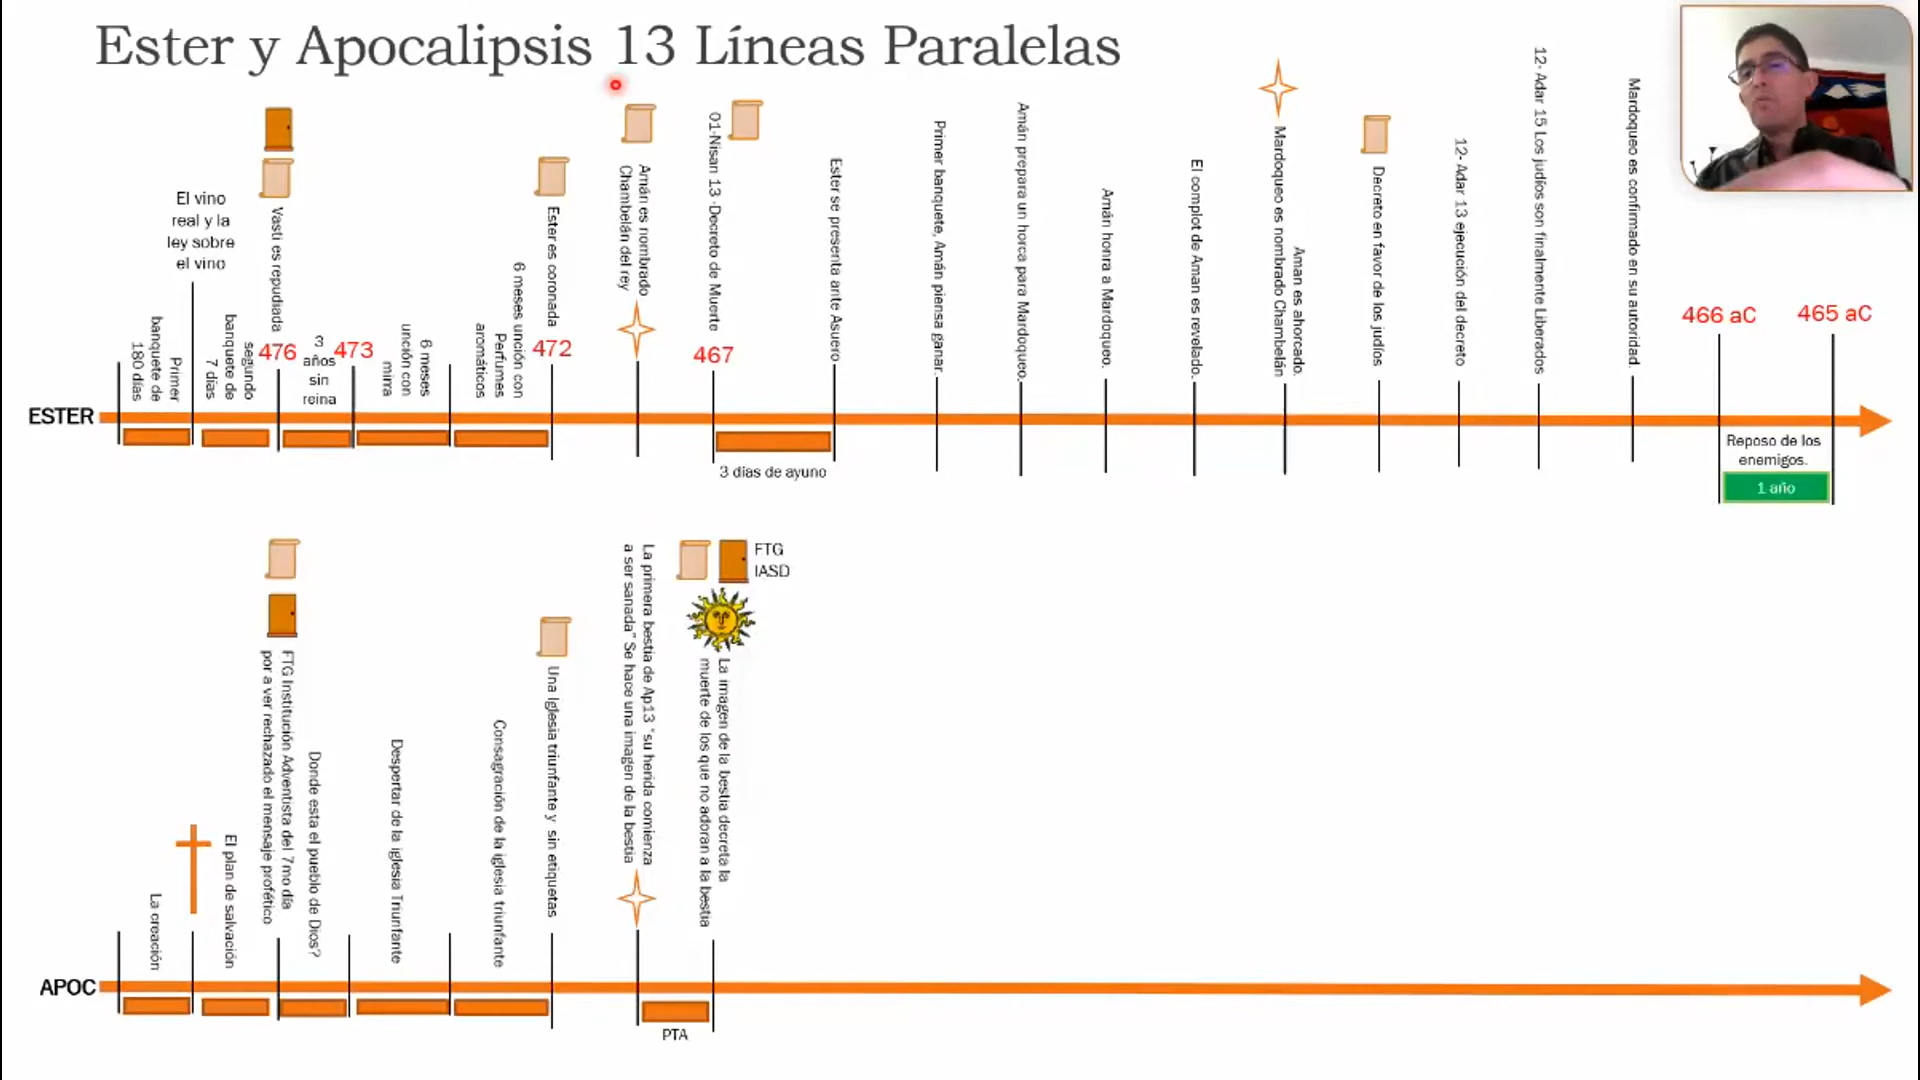 Ester y Apocalipsis 13 Líneas Paralelas
Primer
banquete de
180 días
El vino
real y la
ley sobre
el vino
segundo
banquete de
7 días
Vasti es repudiada
476
3
años
sin
reina
473
6 meses
unción con
mirra
6 meses unción con
Perfumes
aromáticos
Ester es coronada
472
Amán es nombrado
Chambelán del rey
01-Nisan 13 -Decreto de Muerte
467
3 días de ayuno
Ester se presenta ante Asuero
Primer banquete, Amán piensa ganar.
Amán prepara un horca para Mardoqueo.
Amán honra a Mardoqueo.
El complot de Aman es revelado.
Aman es ahorcado.
Mardoqueo es nombrado Chambelán
Decreto en favor de los judíos
12- Adar 13 ejecución del decreto
12- Adar 15 Los judíos son finalmente Liberados
Mardoqueo es confirmado en su autoridad.
466 aC
465 aC
ESTER
Reposo de los
enemigos.
1 año
La creación
El plan de salvación
FTG Institución Adventista del 7mo día
por a ver rechazado el mensaje profético
Donde esta el pueblo de Dios?
Despertar de la iglesia Triunfante
Consagración de la iglesia triunfante
Una iglesia triunfante y sin etiquetas
La primera bestia de Ap13 "su herida comienza
a ser sanada" Se hace una imagen de la bestia
FTG
IASD
La imagen de la bestia decreta la
muerte de los que no adoran a la bestia
APOC
PTA